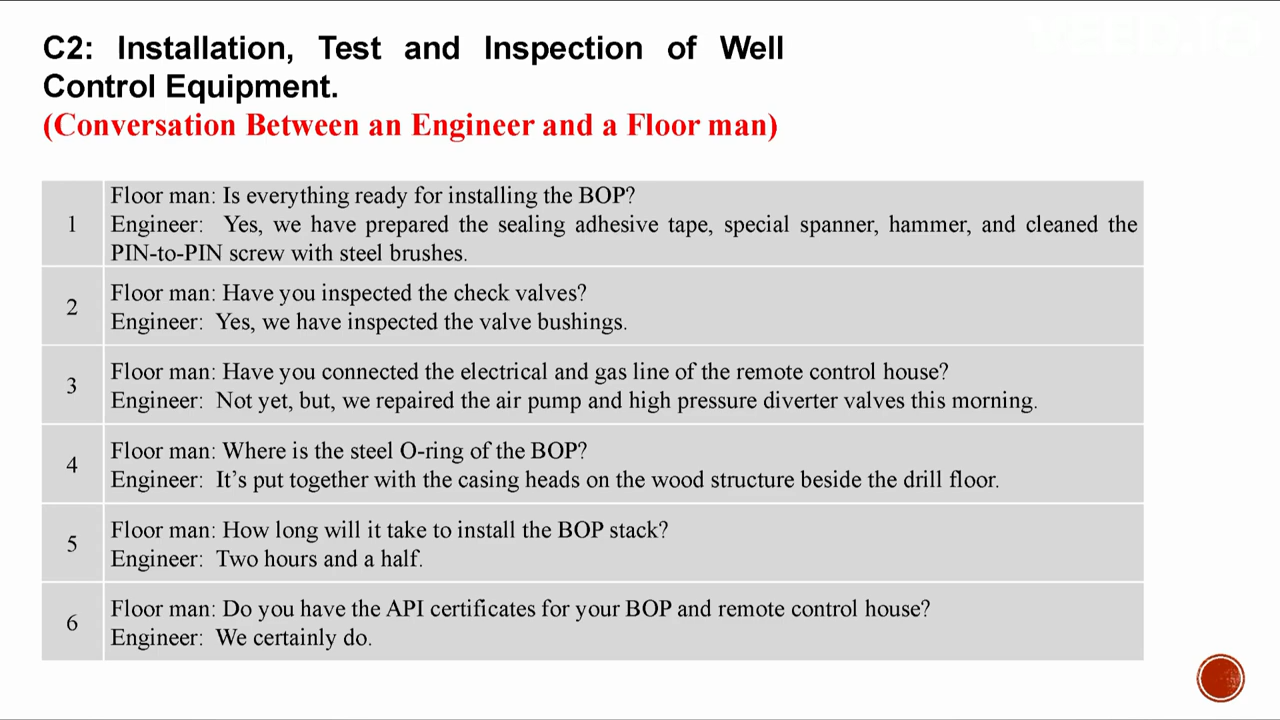 C2: Installation, Test and Inspection of Well
Control Equipment.
(Conversation Between an Engineer and a Floor man)
1
Floor man: Is everything ready for installing the BOP?
Engineer: Yes, we have prepared the sealing adhesive tape, special spanner, hammer, and cleaned the
PIN-to-PIN screw with steel brushes.
2
Floor man: Have you inspected the check valves?
Engineer: Yes, we have inspected the valve bushings.
3
Floor man: Have you connected the electrical and gas line of the remote control house?
Engineer: Not yet, but, we repaired the air pump and high pressure diverter valves this morning.
4
Floor man: Where is the steel O-ring of the BOP?
Engineer: It’s put together with the casing heads on the wood structure beside the drill floor.
5
Floor man: How long will it take to install the BOP stack?
Engineer: Two hours and a half.
6
Floor man: Do you have the API certificates for your BOP and remote control house?
Engineer: We certainly do.
VEED.IO